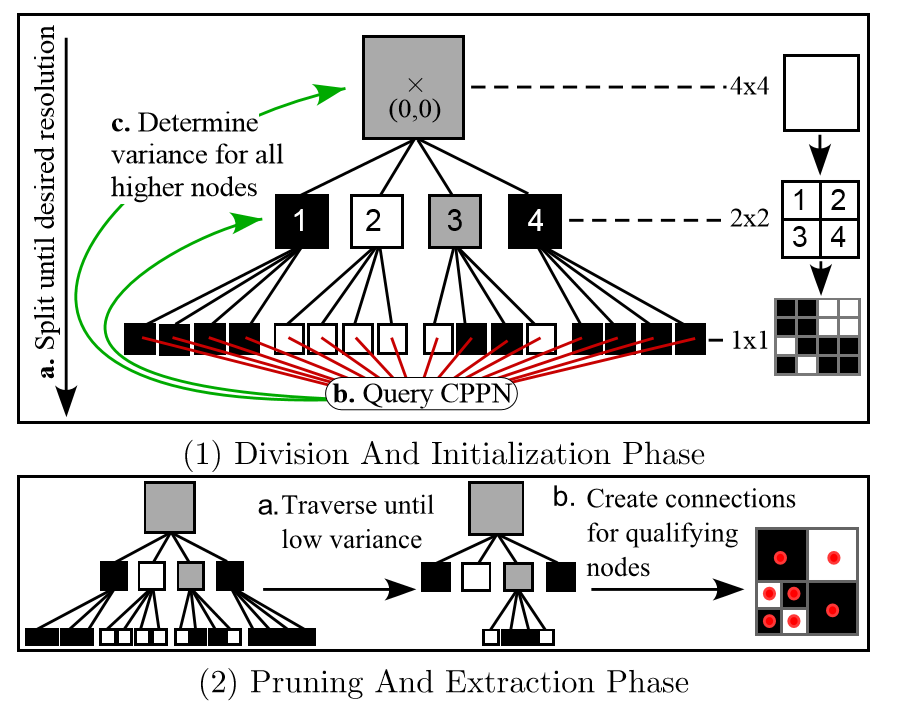 a. Split until desired resolution
c. Determine
variance for all
higher nodes
×
(0,0)
4x4
1 2 3 4
2x2
1 2
3 4
1x1
b. Query CPPN
(1) Division And Initialization Phase
a. Traverse until
low variance
b. Create connections
for qualifying
nodes
(2) Pruning And Extraction Phase